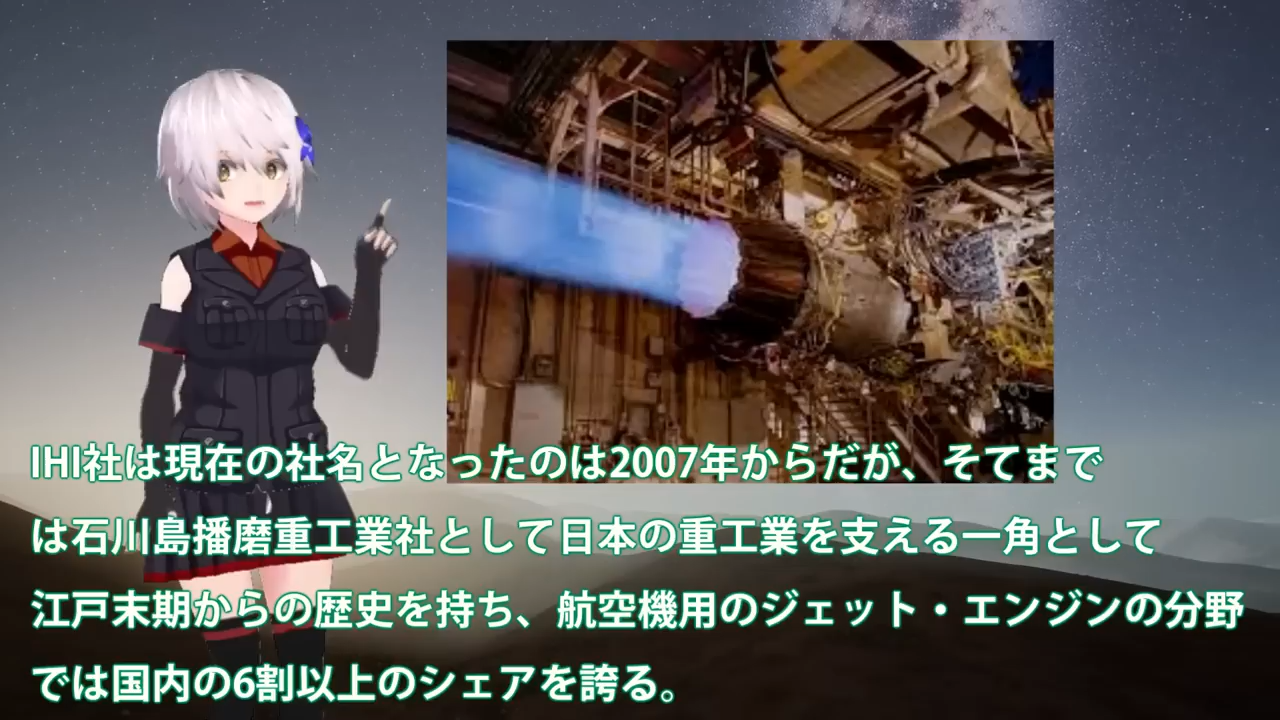 IHI社は現在の社名となったのは2007年からだが、そてまで
は石川島播磨重工業社として日本の重工業を支える一角として
江戸末期からの歴史を持ち、航空機用のジェット・エンジンの分野
では国内の6割以上のシェアを誇る。